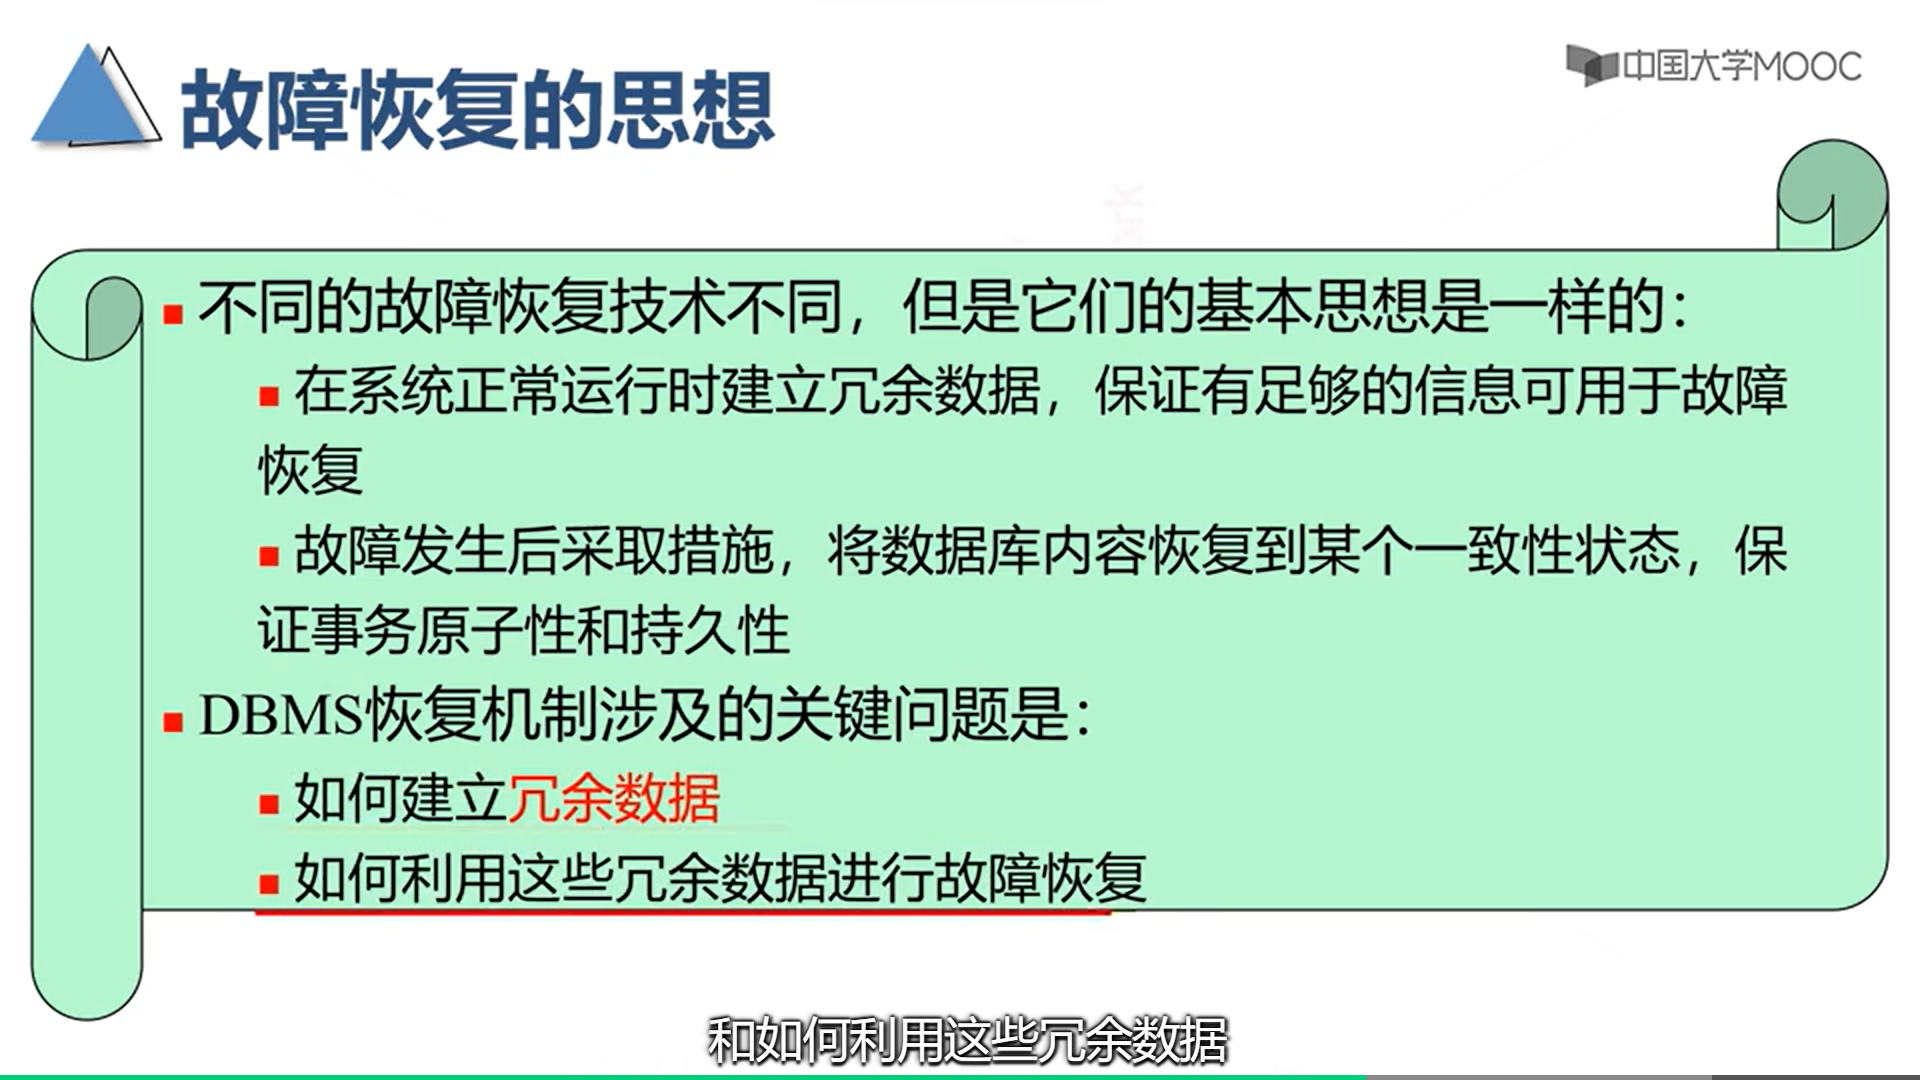 故障恢复的思想
中国大学MOOC
不同的故障恢复技术不同，但是它们的基本思想是一样的：
在系统正常运行时建立冗余数据，保证有足够的信息可用于故障
恢复
故障发生后采取措施，将数据库内容恢复到某个一致性状态，保
证事务原子性和持久性
DBMS恢复机制涉及的关键问题是：
如何建立冗余数据
如何利用这些冗余数据进行故障恢复
和如何利用这些冗余数据